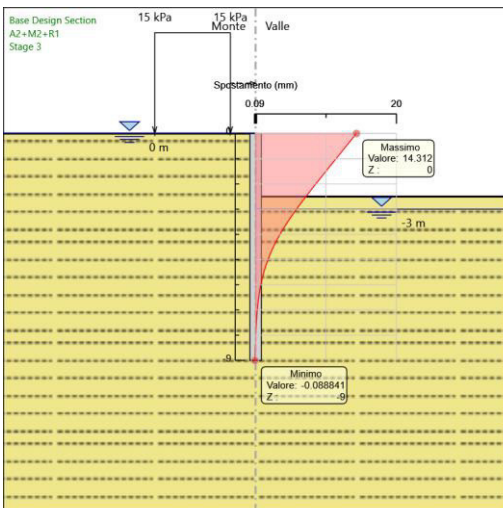 Base Design Section
A2+M2+R1
Stage 3
15 kPa 15 kPa
Monte Valle
Spostamento (mm)
0.09 20
0
0 m
Massimo
Valore: 14.312
Z : 0
-3 m
-9
Minimo
Valore: -0.088841
Z : -9